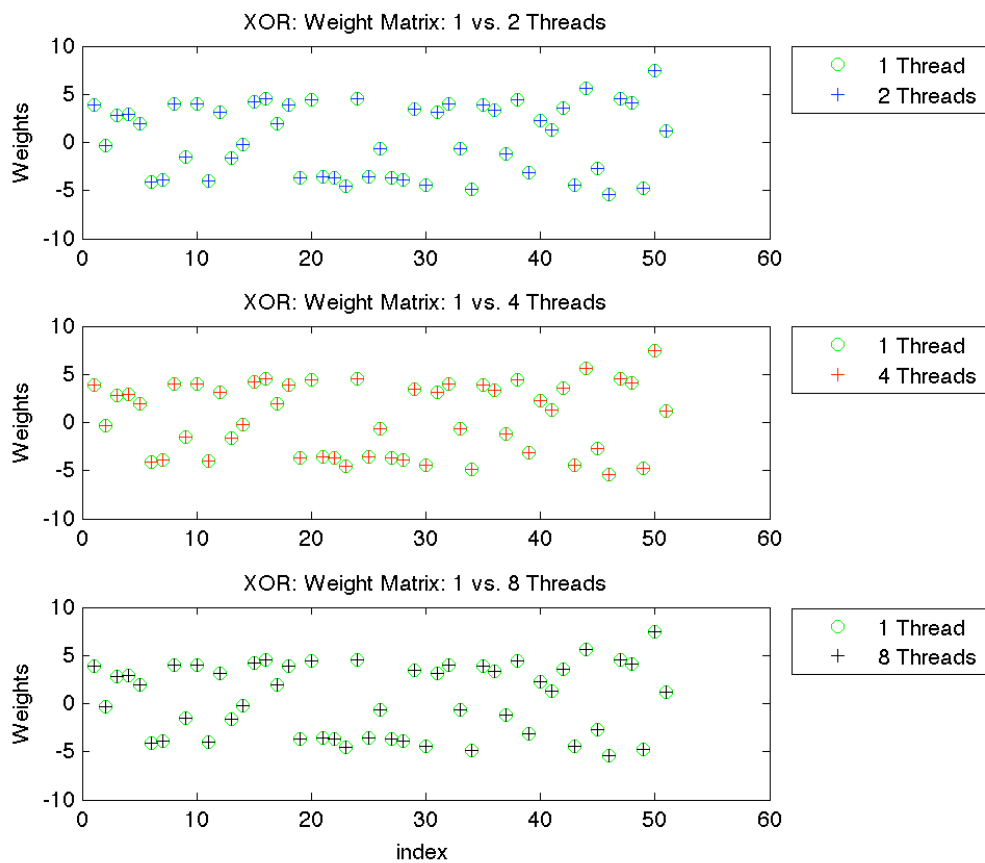 XOR: Weight Matrix: 1 vs. 2 Threads
10
5
0
-5
-10
Weights
0 10 20 30 40 50 60
1 Thread
2 Threads
XOR: Weight Matrix: 1 vs. 4 Threads
10
5
0
-5
-10
Weights
0 10 20 30 40 50 60
1 Thread
4 Threads
XOR: Weight Matrix: 1 vs. 8 Threads
10
5
0
-5
-10
Weights
0 10 20 30 40 50 60
index
1 Thread
8 Threads